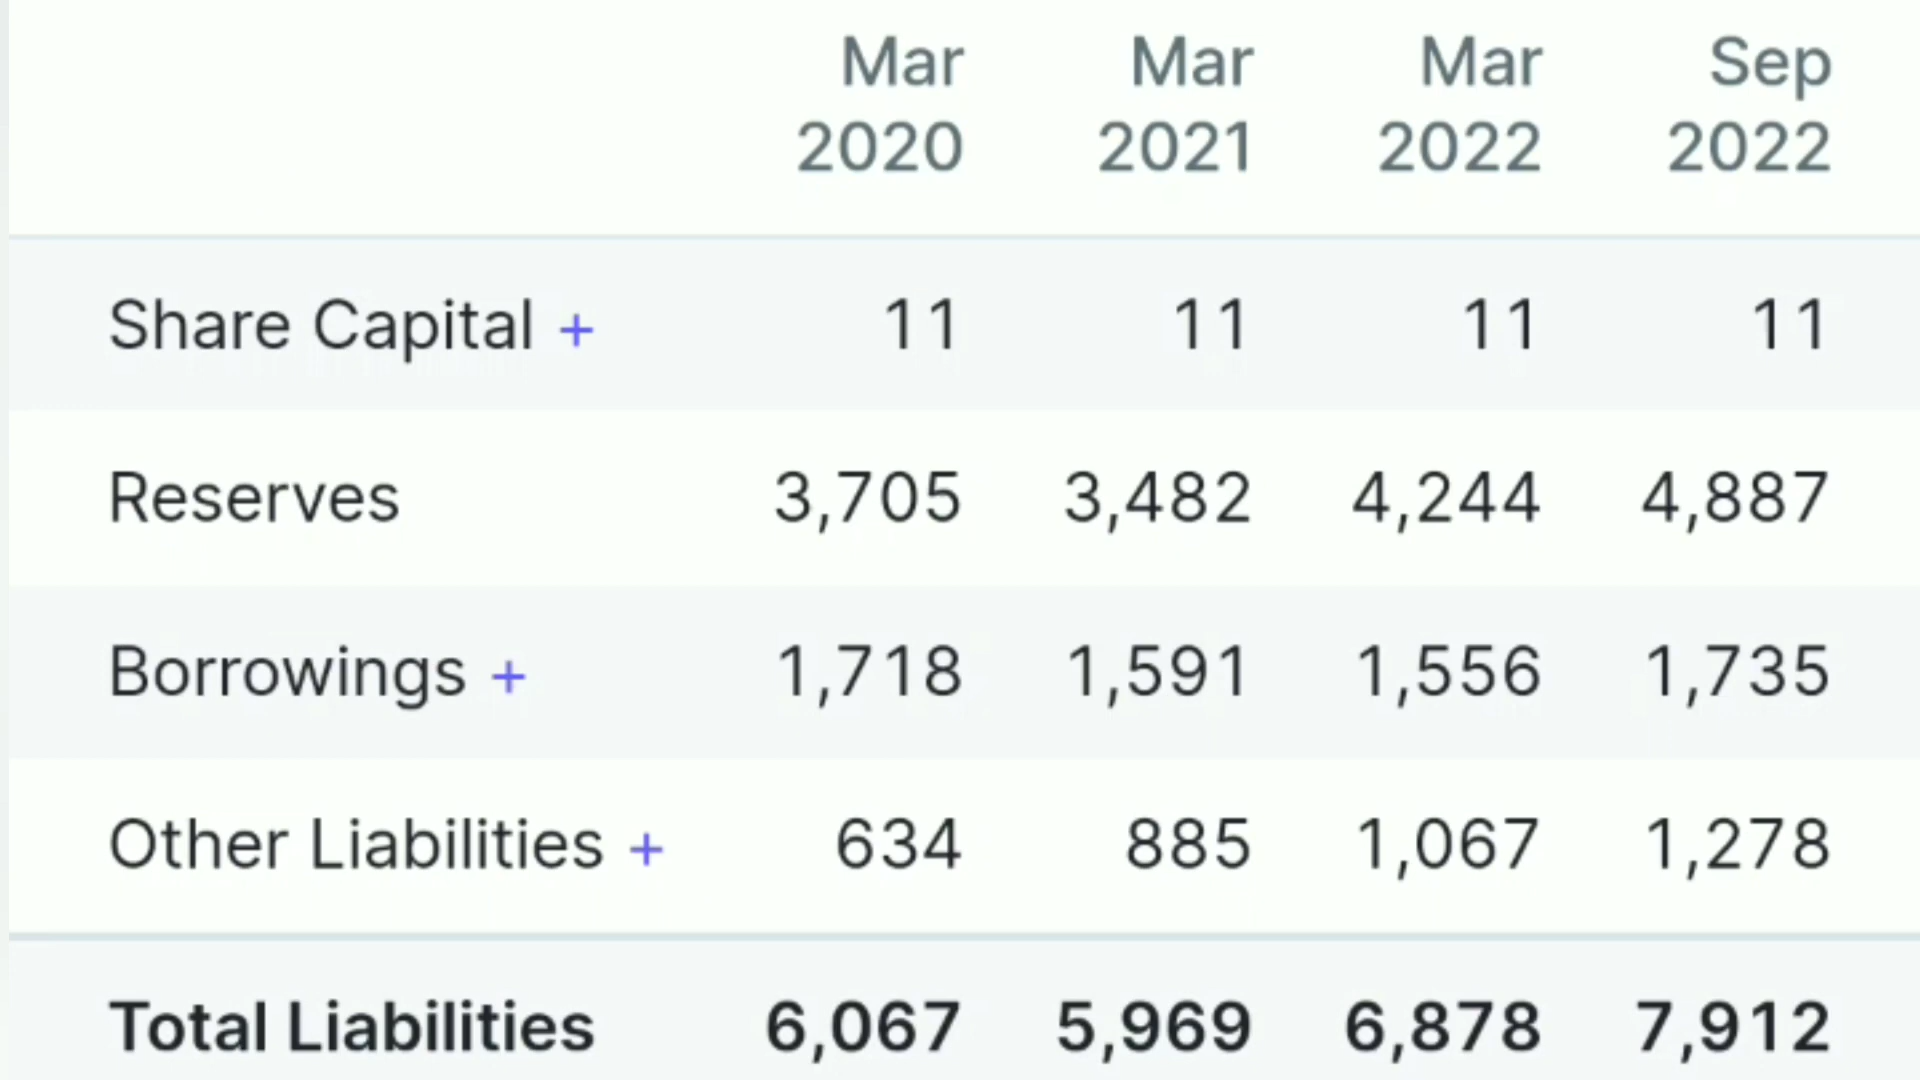 Mar Mar Mar Sep
2020 2021 2022 2022
Share Capital + 11 11 11 11
Reserves 3,705 3,482 4,244 4,887
Borrowings + 1,718 1,591 1,556 1,735
Other Liabilities + 634 885 1,067 1,278
Total Liabilities 6,067 5,969 6,878 7,912